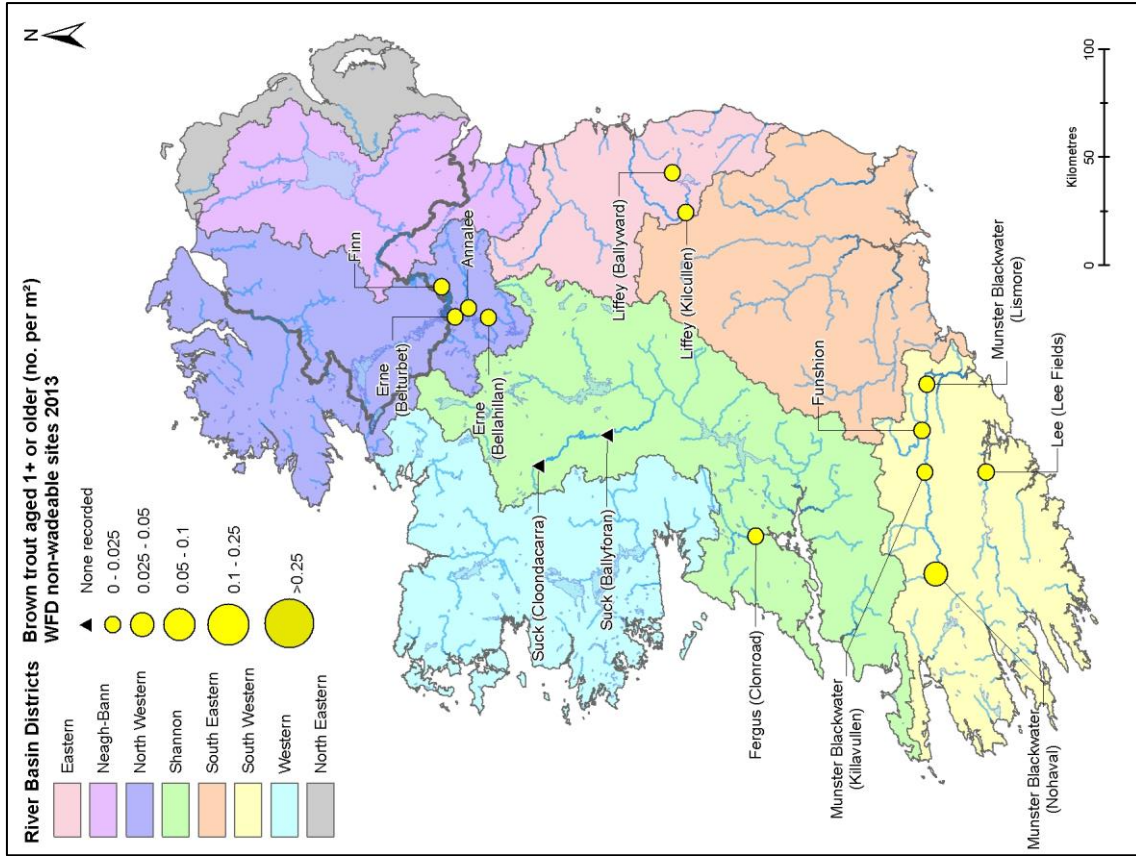 River Basin Districts
Eastern
Neagh-Bann
North Western
Shannon
South Eastern
South Western
Western
North Eastern
Brown trout aged 1+ or older (no. per m²)
WFD non-wadeable sites 2013
None recorded
0 - 0.025
0.025 - 0.05
0.05 - 0.1
0.1 - 0.25
>0.25
N
Finn
Annalee
Erne
(Belturbet)
Erne
(Bellahillan)
Suck (Cloondacarra)
Suck (Ballyforan)
Liffey (Ballyward)
Liffey (Kilcullen)
Fergus (Clonroad)
Funshion
Munster Blackwater
(Lismore)
Lee (Lee Fields)
Munster Blackwater
(Killavullen)
Munster Blackwater
(Nohaval)
0 50 100
Kilometres